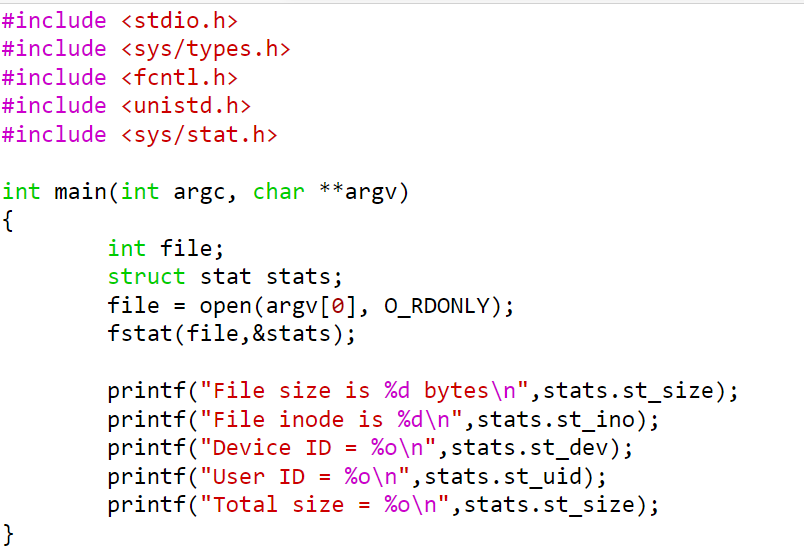 #include <stdio.h>
#include <sys/types.h>
#include <fcntl.h>
#include <unistd.h>
#include <sys/stat.h>

int main(int argc, char **argv)
{
        int file;
        struct stat stats;
        file = open(argv[0], O_RDONLY);
        fstat(file,&stats);

        printf("File size is %d bytes\n",stats.st_size);
        printf("File inode is %d\n",stats.st_ino);
        printf("Device ID = %o\n",stats.st_dev);
        printf("User ID = %o\n",stats.st_uid);
        printf("Total size = %o\n",stats.st_size);
}